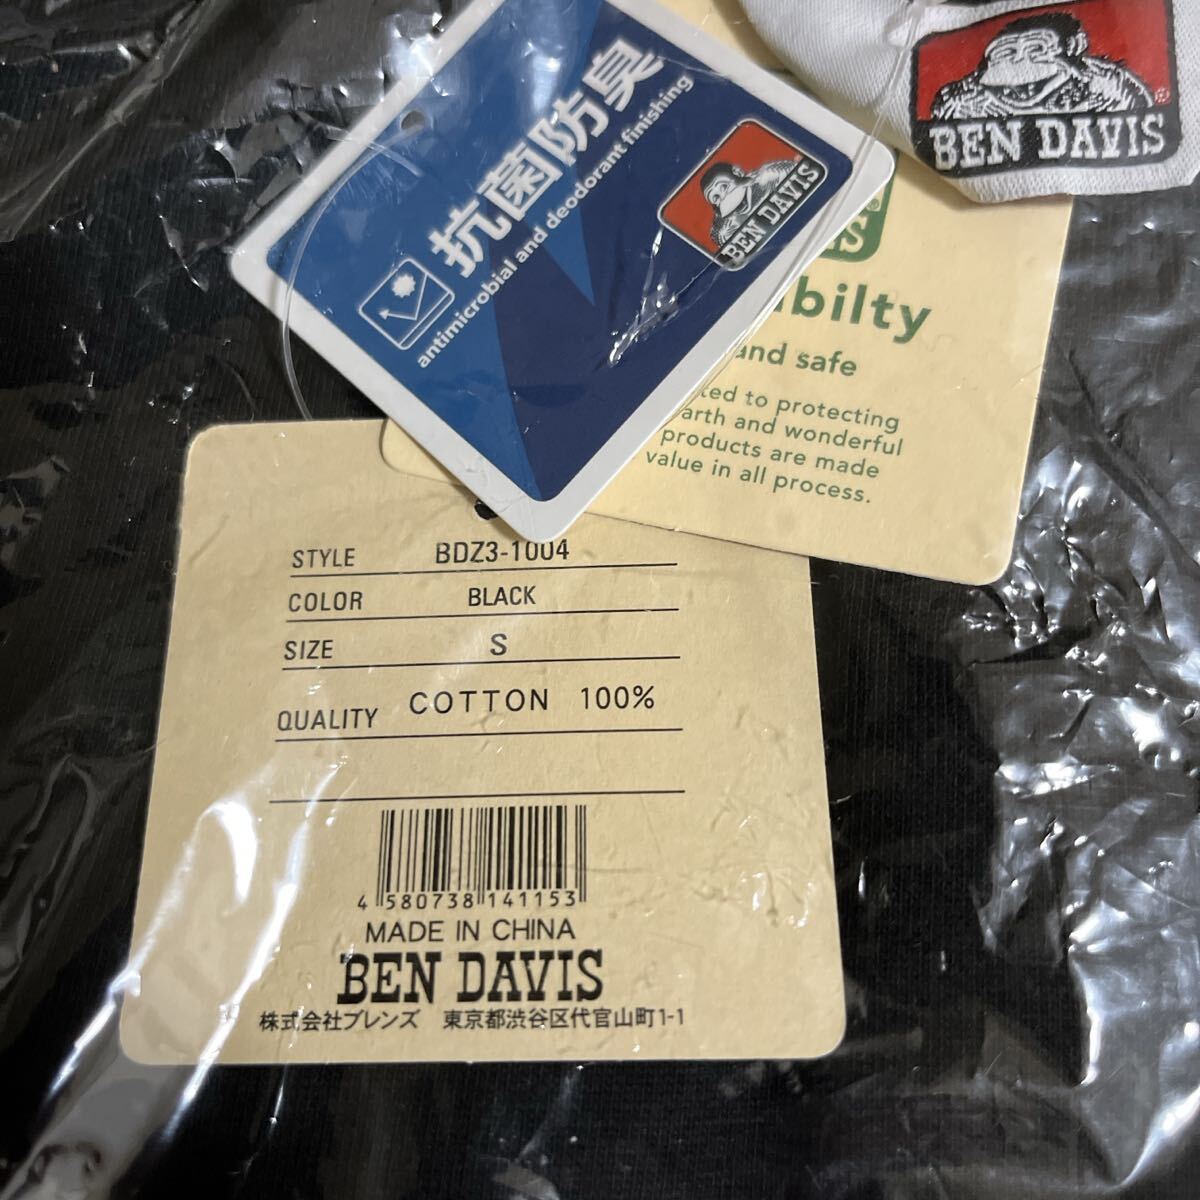 BEN DAVIS
抗菌防臭
antimicrobial and deodorant finishing
BEN DAVIS
and safe
to protecting
and wonderful
products are made
value in all process.
STYLE BDZ3-1004
COLOR BLACK
SIZE S
QUALITY COTTON 100%
4 580738 141153
MADE IN CHINA
BEN DAVIS
株式会社ブレンズ 東京都渋谷区代官山町1-1